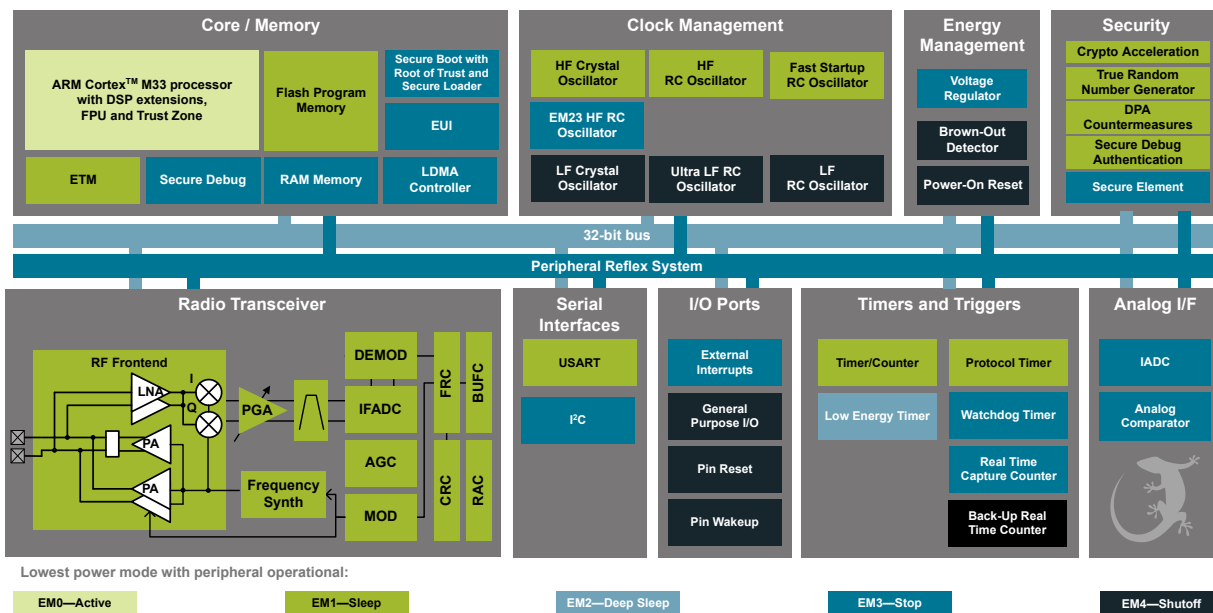 Core / Memory
ARM Cortex™ M33 processor
with DSP extensions,
FPU and Trust Zone
Flash Program
Memory
Secure Boot with
Root of Trust and
Secure Loader
EUI
ETM
Secure Debug
RAM Memory
LDMA
Controller
Clock Management
HF Crystal
Oscillator
HF
RC Oscillator
Fast Startup
RC Oscillator
EM23 HF RC
Oscillator
LF Crystal
Oscillator
Ultra LF RC
Oscillator
LF
RC Oscillator
Energy
Management
Voltage
Regulator
Brown-Out
Detector
Power-On Reset
Security
Crypto Acceleration
True Random
Number Generator
DPA
Countermeasures
Secure Debug
Authentication
Secure Element
32-bit bus
Peripheral Reflex System
Radio Transceiver
RF Frontend
LNA
I
Q
PA
PA
PGA
Frequency
Synth
DEMOD
IFADC
AGC
MOD
FRC
BUFC
CRC
RAC
Serial
Interfaces
USART
I²C
I/O Ports
External
Interrupts
General
Purpose I/O
Pin Reset
Pin Wakeup
Timers and Triggers
Timer/Counter
Protocol Timer
Low Energy Timer
Watchdog Timer
Real Time
Capture Counter
Back-Up Real
Time Counter
Analog I/F
IADC
Analog
Comparator
Lowest power mode with peripheral operational:
EM0—Active
EM1—Sleep
EM2—Deep Sleep
EM3—Stop
EM4—Shutoff